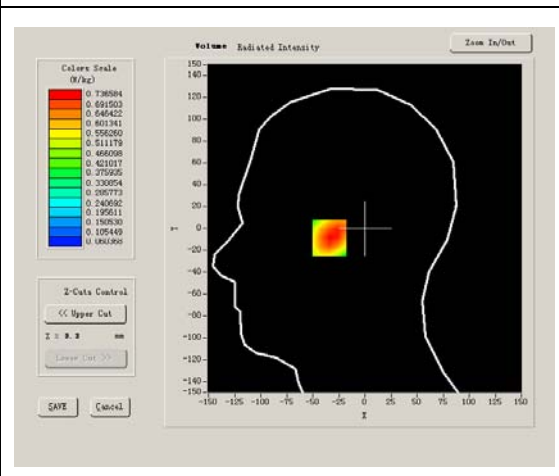 Volume Radiated Intensity
Zoom In/Out
Colors Scale
(W/kg)
0.736584
0.691503
0.646422
0.601341
0.556260
0.511179
0.466098
0.421017
0.375935
0.330854
0.285773
0.240692
0.195611
0.150530
0.105449
0.060368
Z-Cuts Control
<< Upper Cut
mm
Lower Cut >>
SAVE
Cancel
150
140
120
100
80
60
40
20
0
-20
-40
-60
-80
-100
-120
-140
-150
Y
-150 -125 -100 -75 -50 -25 0 25 50 75 100 125 150
X